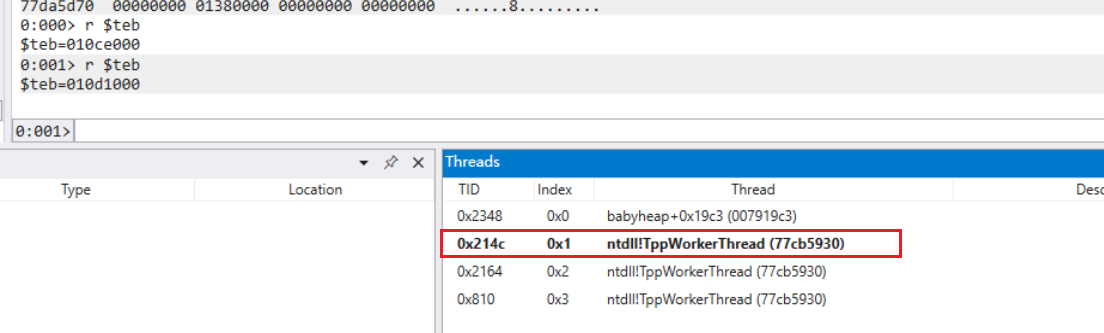 77da5d70  00000000 01380000 00000000 00000000  ......8.........
0:000> r $teb
$teb=010ce000
0:001> r $teb
$teb=010d1000
0:001>
Threads
Type Location
TID Index Thread Desc
0x2348 0x0 babyheap+0x19c3 (007919c3)
0x214c 0x1 ntdll!TppWorkerThread (77cb5930)
0x2164 0x2 ntdll!TppWorkerThread (77cb5930)
0x810 0x3 ntdll!TppWorkerThread (77cb5930)